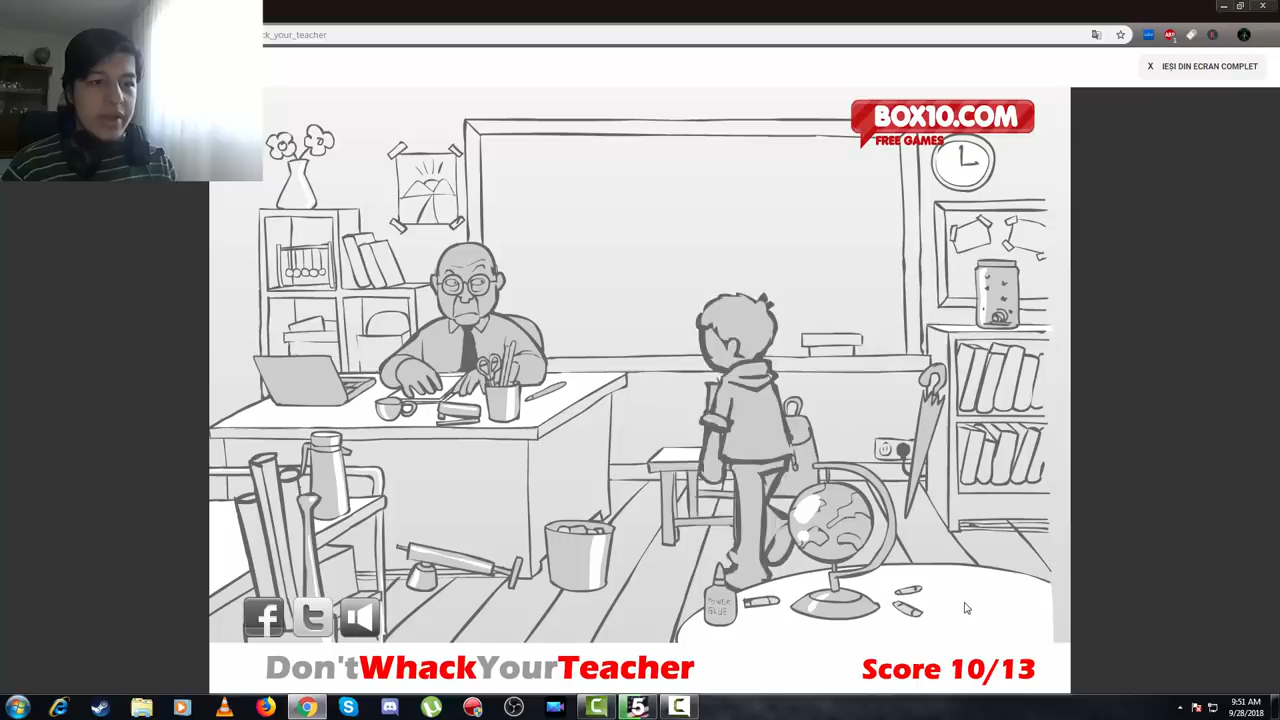 ck_your_teacher
X IEȘI DIN ECRAN COMPLET
BOX10.COM
FREE GAMES
POWER
GLUE
Don'tWhackYourTeacher
Score 10/13
9:51 AM
9/28/2018